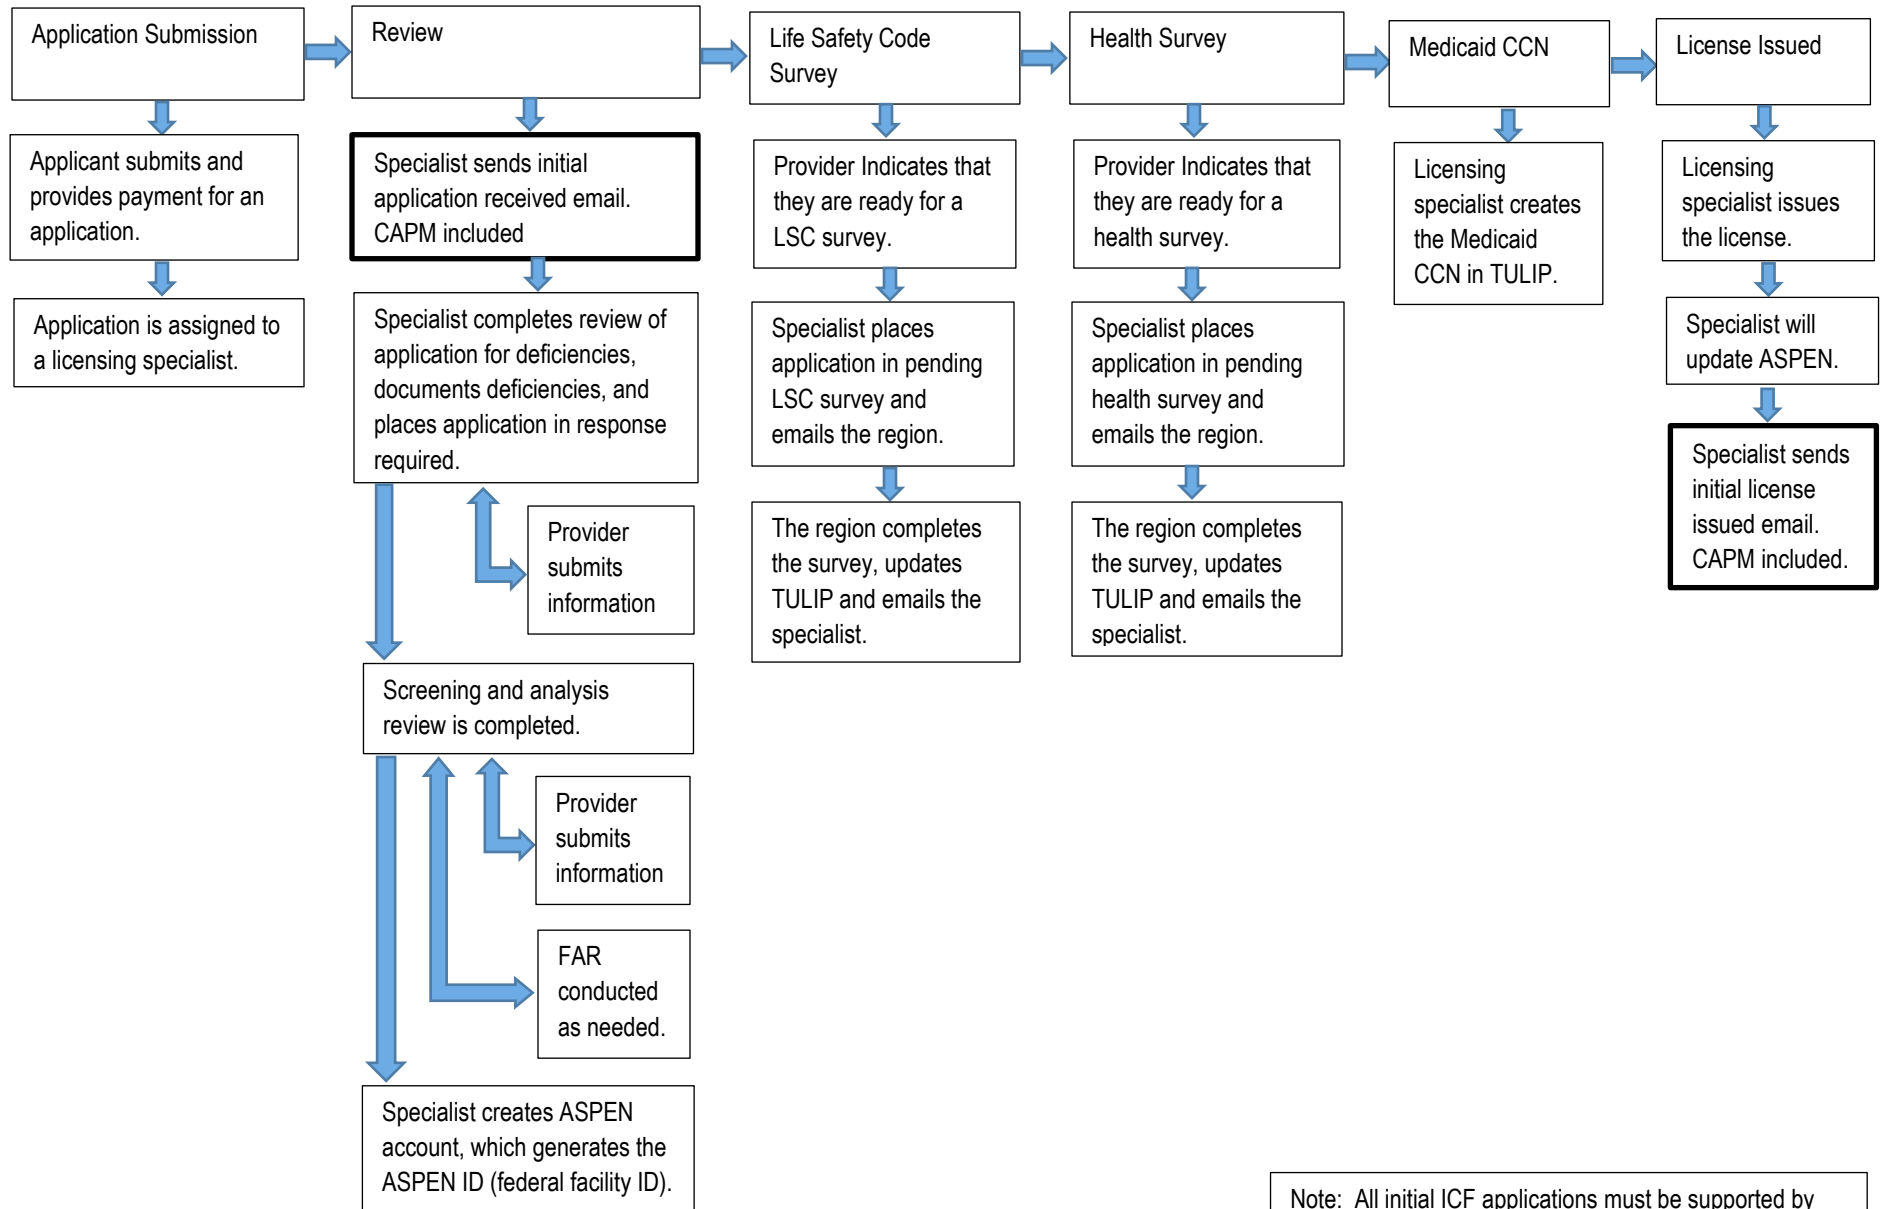 Application Submission
Review
Life Safety Code
Survey
Health Survey
Medicaid CCN
License Issued
Applicant submits and
provides payment for an
application.
Application is assigned to
a licensing specialist.
Specialist sends initial
application received email.
CAPM included
Specialist completes review of
application for deficiencies,
documents deficiencies, and
places application in response
required.
Provider
submits
information
Screening and analysis
review is completed.
Provider
submits
information
FAR
conducted
as needed.
Specialist creates ASPEN
account, which generates the
ASPEN ID (federal facility ID).
Provider Indicates that
they are ready for a
LSC survey.
Specialist places
application in pending
LSC survey and
emails the region.
The region completes
the survey, updates
TULIP and emails the
specialist.
Provider Indicates that
they are ready for a
health survey.
Specialist places
application in pending
health survey and
emails the region.
The region completes
the survey, updates
TULIP and emails the
specialist.
Licensing
specialist creates
the Medicaid
CCN in TULIP.
Licensing
specialist issues
the license.
Specialist will
update ASPEN.
Specialist sends
initial license
issued email.
CAPM included.
Note: All initial ICF applications must be supported by